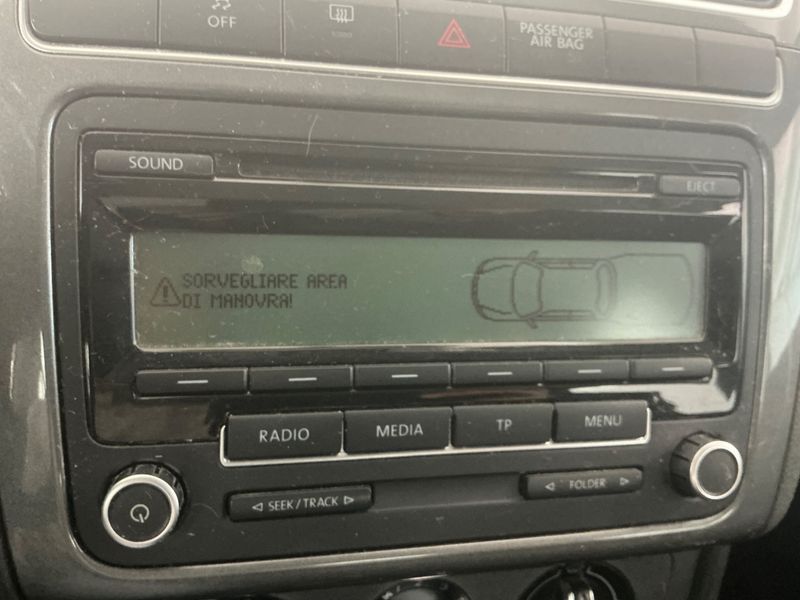 OFF
PASSENGER
AIR BAG
SOUND
EJECT
SORVEGLIARE AREA
DI MANOVRA!
RADIO
MEDIA
TP
MENU
SEEK / TRACK
FOLDER